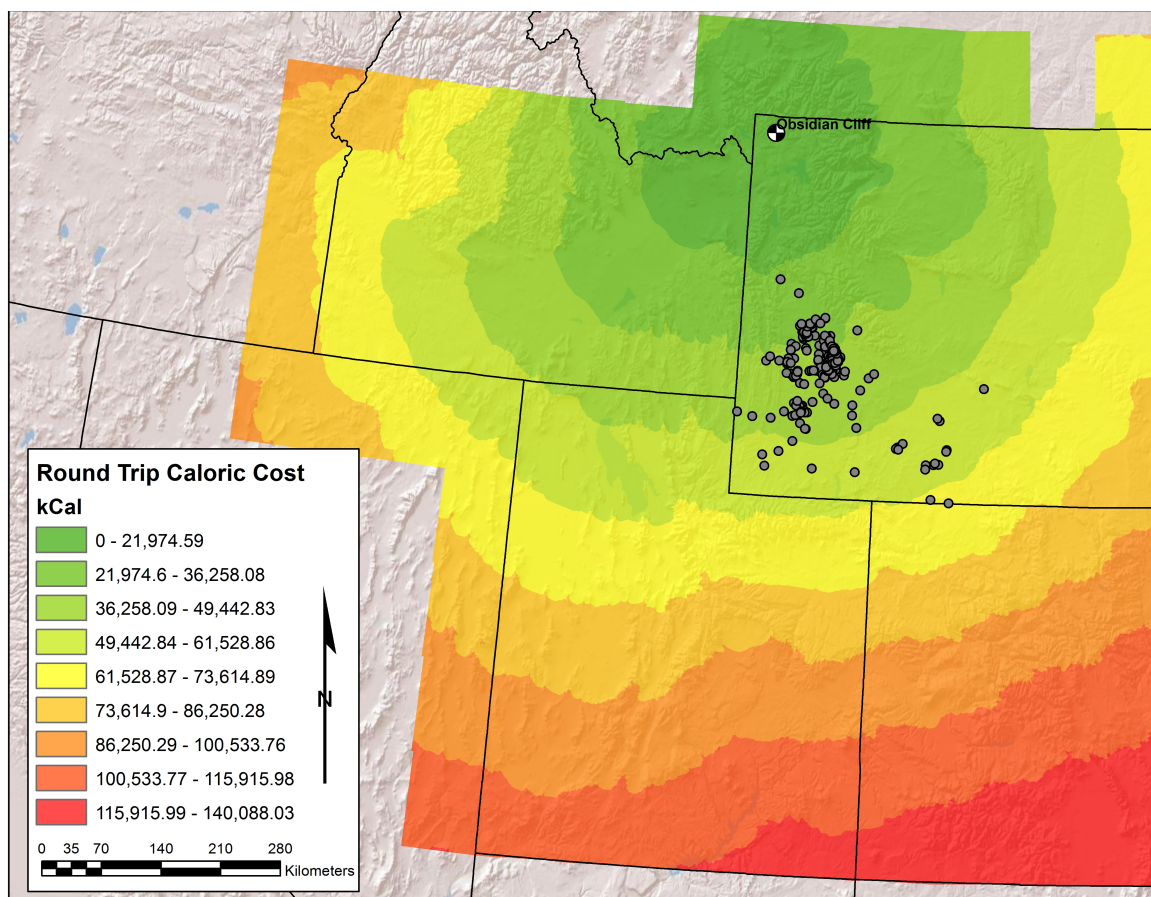 Obsidian Cliff
Round Trip Caloric Cost
kCal
0 - 21,974.59
21,974.6 - 36,258.08
36,258.09 - 49,442.83
49,442.84 - 61,528.86
61,528.87 - 73,614.89
73,614.9 - 86,250.28
86,250.29 - 100,533.76
100,533.77 - 115,915.98
115,915.99 - 140,088.03
N
0 35 70 140 210 280
Kilometers